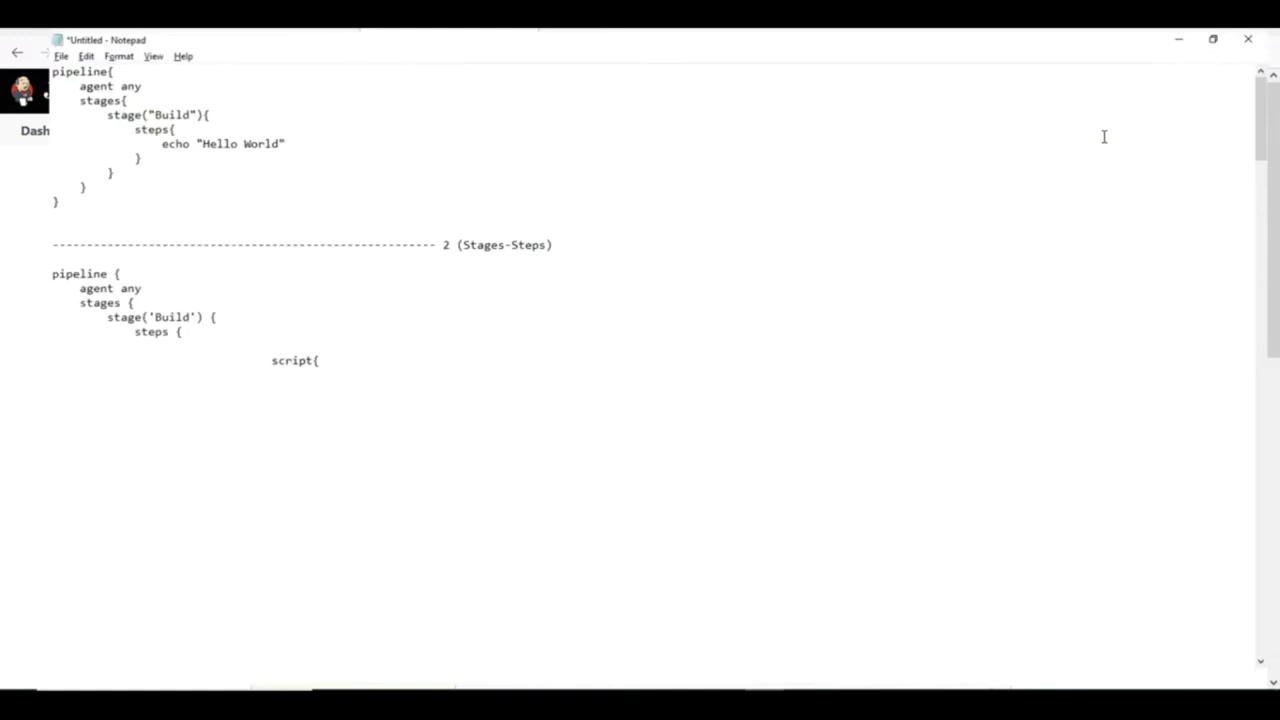 *Untitled - Notepad
File Edit Format View Help
Dash
pipeline{
    agent any
    stages{
        stage("Build"){
            steps{
                echo "Hello World"
            }
        }
    }
}
-------------------------------------------------------- 2 (Stages-Steps)
pipeline {
    agent any
    stages {
        stage('Build') {
            steps {
                                script{